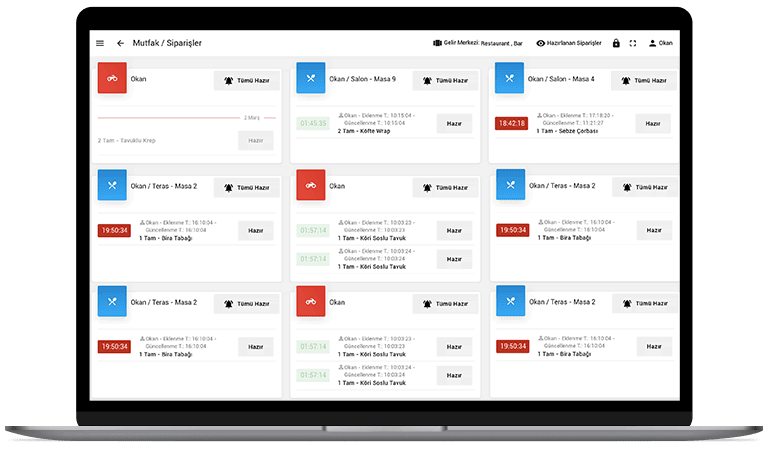 Mutfak / Siparişler
Gelir Merkezi: Restaurant , Bar
Hazırlanan Siparişler
Okan
Okan
Tümü Hazır
2 Mars
2 Tam - Tavuklu Krep
Hazır
Okan / Salon - Masa 9
Tümü Hazır
01:45:35
Okan - Eklenme T.: 10:15:04 -
Güncellenme T.: 10:15:04
2 Tam - Köfte Wrap
Hazır
Okan / Salon - Masa 4
Tümü Hazır
18:42:18
Okan - Eklenme T.: 17:18:20 -
Güncellenme T.: 11:21:27
1 Tam - Sebze Çorbası
Hazır
Okan / Teras - Masa 2
Tümü Hazır
19:50:34
Okan - Eklenme T.: 16:10:04 -
Güncellenme T.: 16:10:04
1 Tam - Bira Tabağı
Hazır
Okan
Tümü Hazır
01:57:14
Okan - Eklenme T.: 10:03:23 -
Güncellenme T.: 10:03:23
1 Tam - Köri Soslu Tavuk
Hazır
01:57:14
Okan - Eklenme T.: 10:03:24 -
Güncellenme T.: 10:03:24
1 Tam - Köri Soslu Tavuk
Hazır
Okan / Teras - Masa 2
Tümü Hazır
19:50:34
Okan - Eklenme T.: 16:10:04 -
Güncellenme T.: 16:10:04
1 Tam - Bira Tabağı
Hazır
Okan / Teras - Masa 2
Tümü Hazır
19:50:34
Okan - Eklenme T.: 16:10:04 -
Güncellenme T.: 16:10:04
1 Tam - Bira Tabağı
Hazır
Okan
Tümü Hazır
01:57:14
Okan - Eklenme T.: 10:03:23 -
Güncellenme T.: 10:03:23
1 Tam - Köri Soslu Tavuk
Hazır
01:57:14
Okan - Eklenme T.: 10:03:24 -
Güncellenme T.: 10:03:24
1 Tam - Köri Soslu Tavuk
Hazır
Okan / Teras - Masa 2
Tümü Hazır
19:50:34
Okan - Eklenme T.: 16:10:04 -
Güncellenme T.: 16:10:04
1 Tam - Bira Tabağı
Hazır